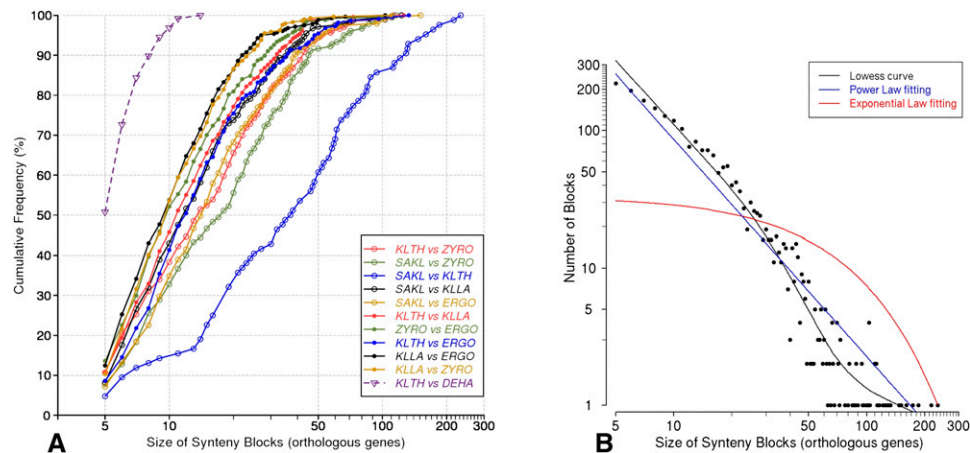 Cumulative Frequency (%)
100
90
80
70
60
50
40
30
20
10
0
5
10
50
100
200
300
Size of Synteny Blocks (orthologous genes)
A
KLTH vs ZYRO
SAKL vs ZYRO
SAKL vs KLTH
SAKL vs KLLA
SAKL vs ERGO
KLTH vs KLLA
ZYRO vs ERGO
KLTH vs ERGO
KLLA vs ERGO
KLLA vs ZYRO
KLTH vs DEHA
Number of Blocks
300
200
100
50
10
5
1
Lowess curve
Power Law fitting
Exponential Law fitting
5
10
50
100
200
300
Size of Synteny Blocks (orthologous genes)
B